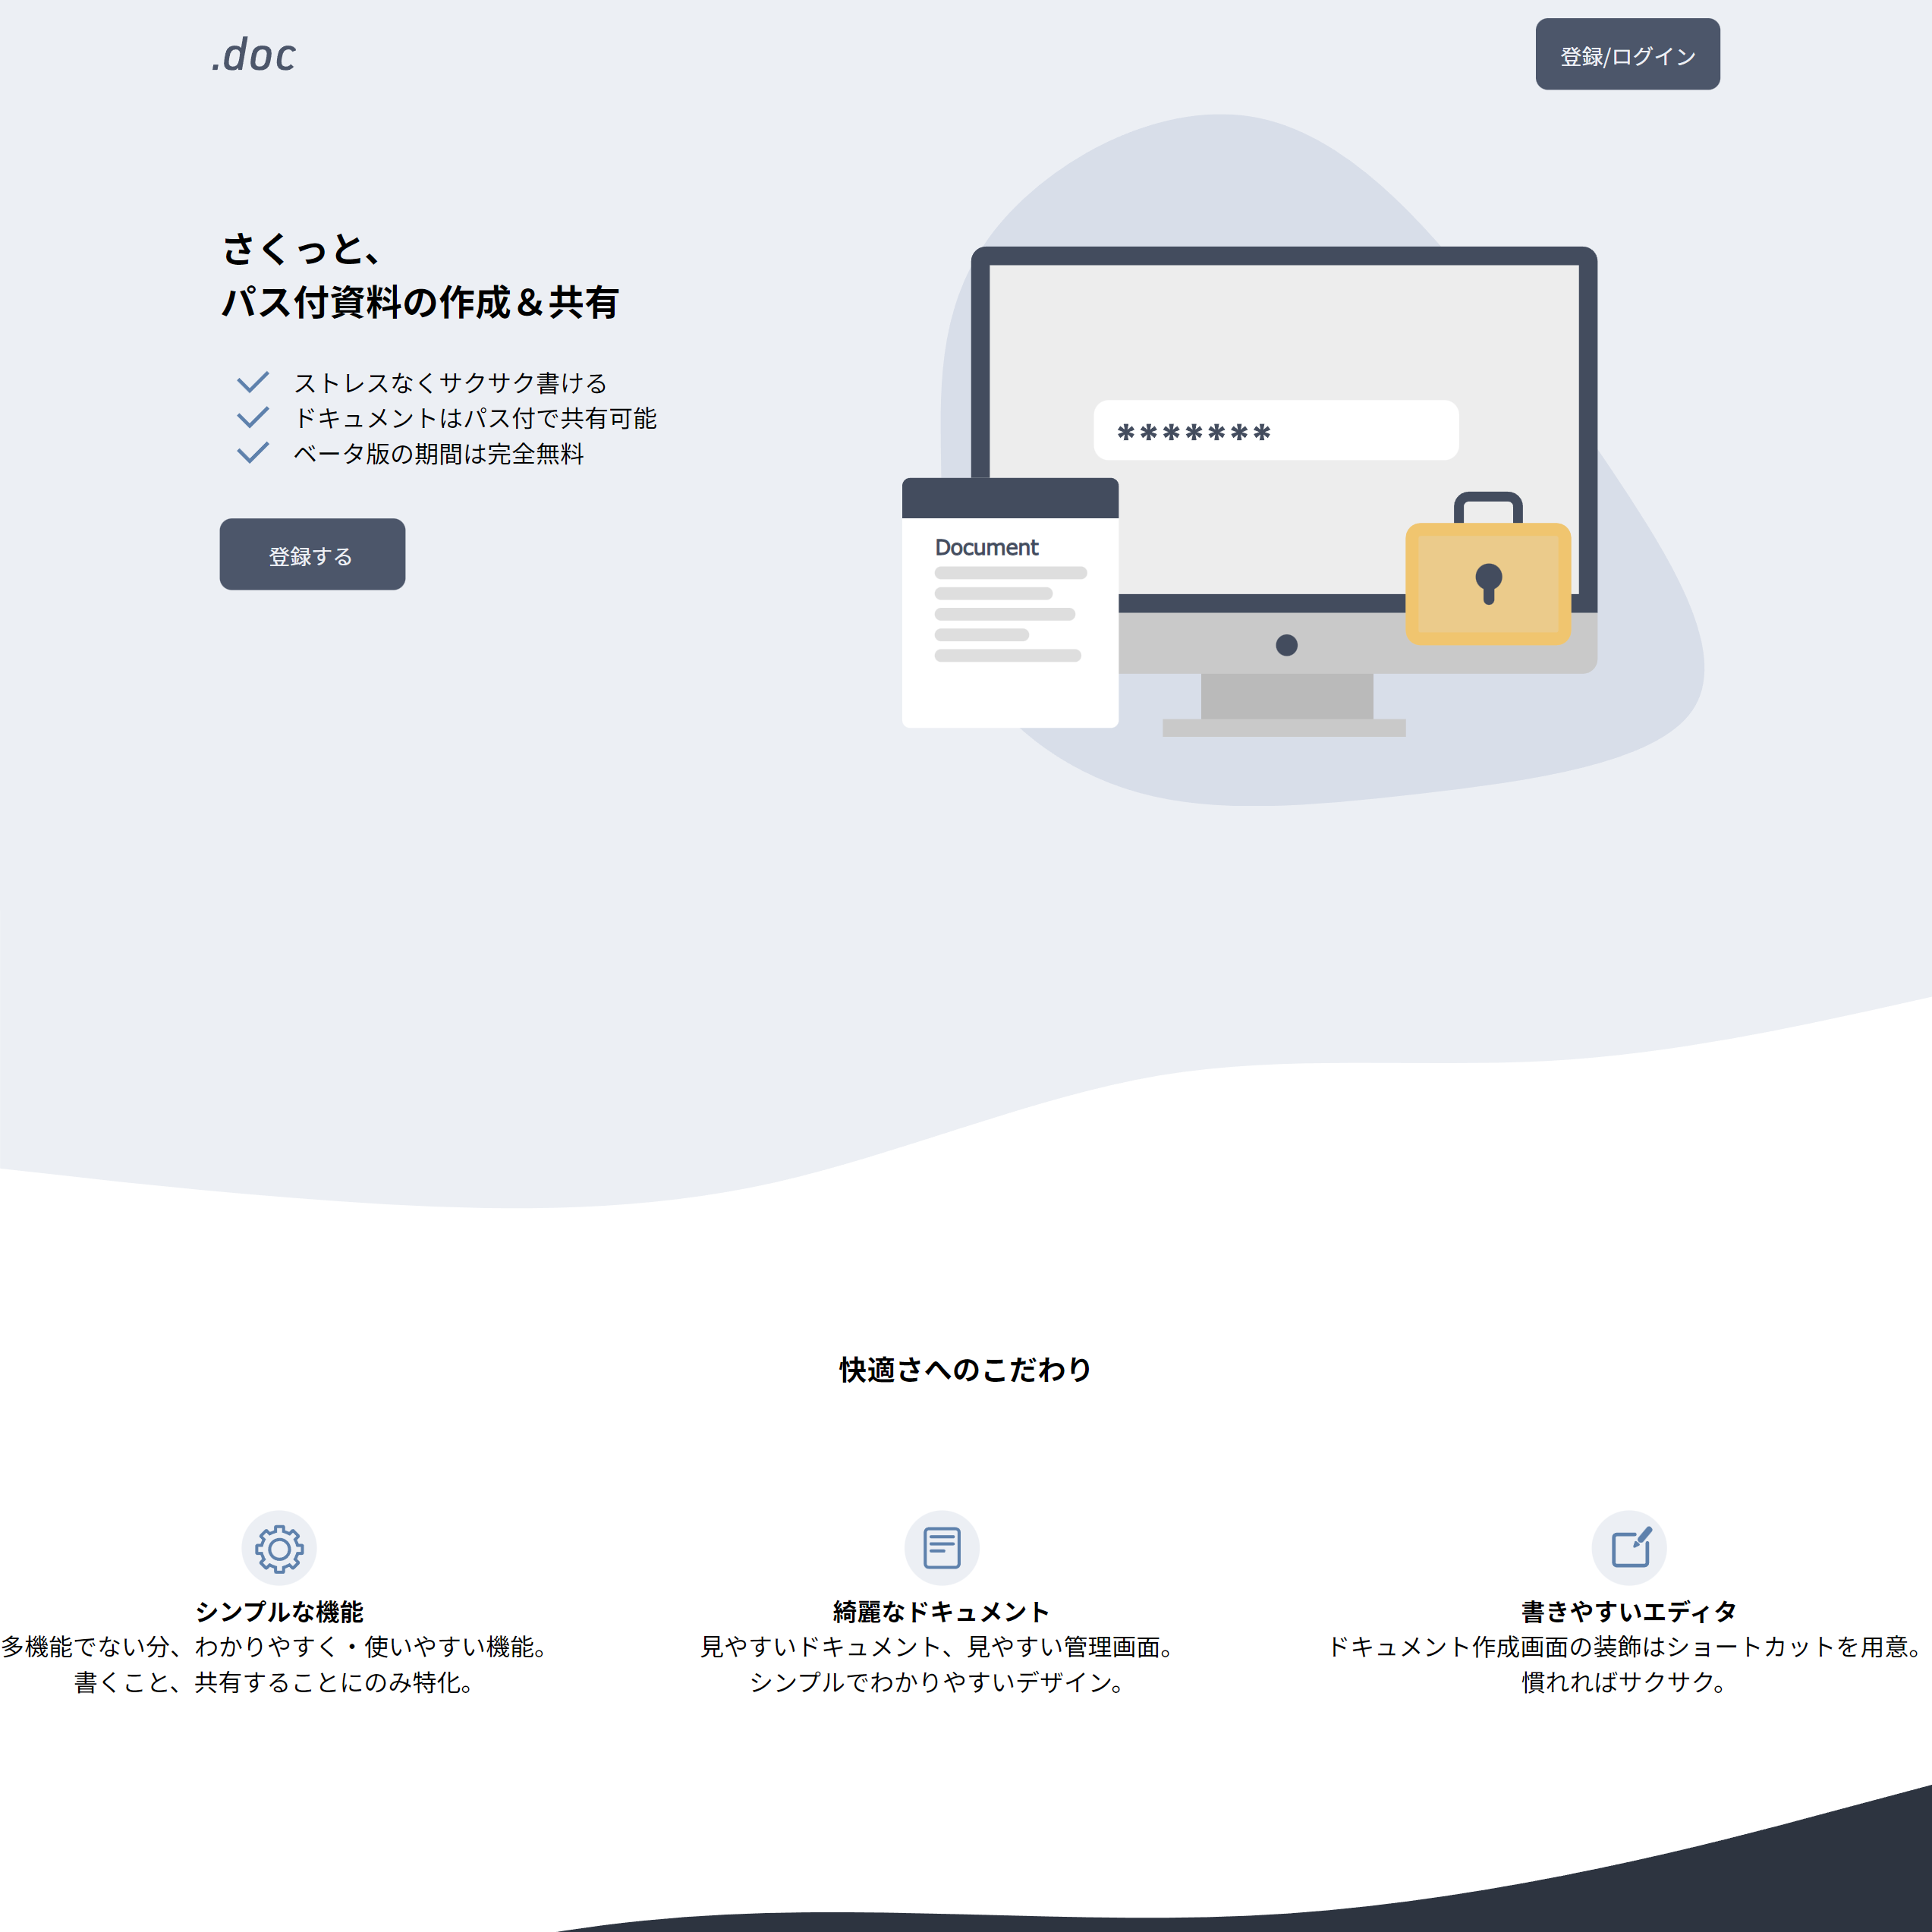 .doc
登録/ログイン
さくっと、
パス付資料の作成＆共有
ストレスなくサクサク書ける
ドキュメントはパス付で共有可能
ベータ版の期間は完全無料
登録する
*******
Document
快適さへのこだわり
シンプルな機能
多機能でない分、わかりやすく・使いやすい機能。
書くこと、共有することにのみ特化。
綺麗なドキュメント
見やすいドキュメント、見やすい管理画面。
シンプルでわかりやすいデザイン。
書きやすいエディタ
ドキュメント作成画面の装飾はショートカットを用意。
慣れればサクサク。